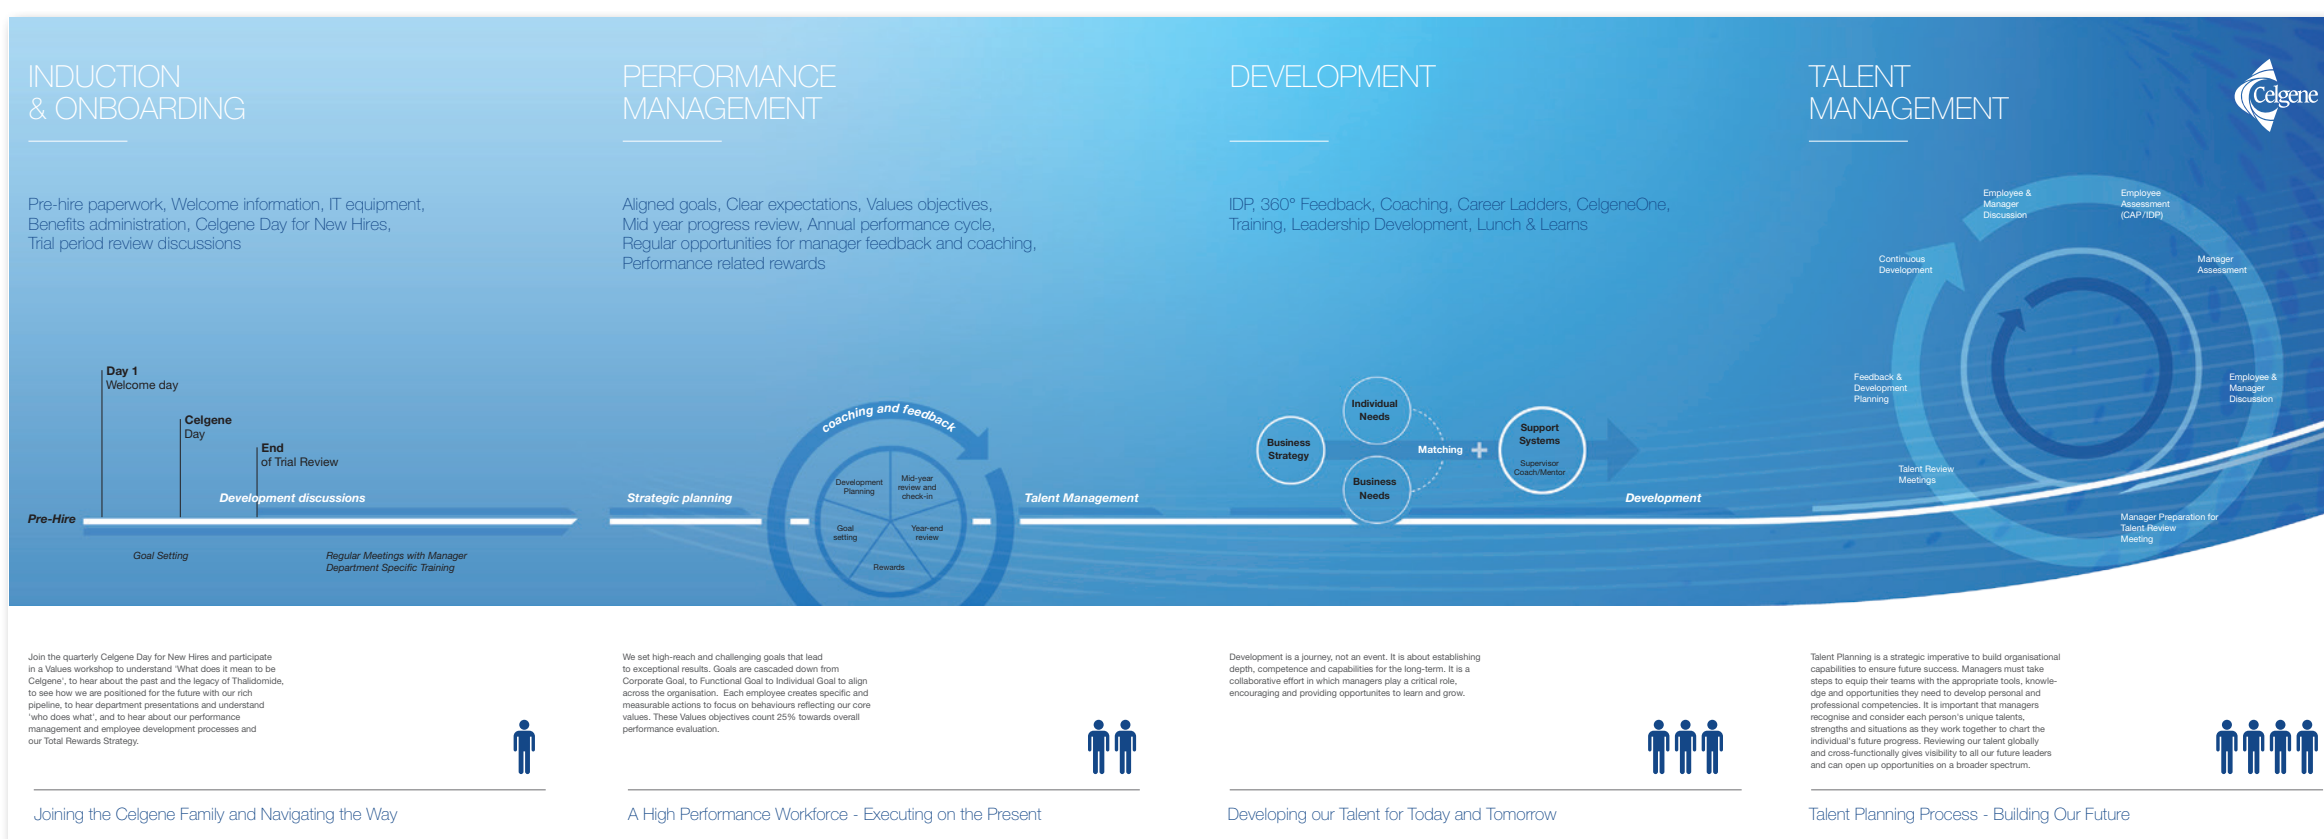 INDUCTION
& ONBOARDING
Pre-hire paperwork, Welcome information, IT equipment,
Benefits administration, Celgene Day for New Hires,
Trial period review discussions
Day 1
Welcome day
Celgene
Day
End
of Trial Review
Development discussions
Pre-Hire
Goal Setting
Regular Meetings with Manager
Department Specific Training
Join the quarterly Celgene Day for New Hires and participate
in a Values workshop to understand 'What does it mean to be
Celgene', to hear about the past and the legacy of Thalidomide,
to see how we are positioned for the future with our rich
pipeline, to hear department presentations and understand
'who does what', and to hear about our performance
management and employee development processes and
our Total Rewards Strategy.
Joining the Celgene Family and Navigating the Way
PERFORMANCE
MANAGEMENT
Aligned goals, Clear expectations, Values objectives,
Mid year progress review, Annual performance cycle,
Regular opportunities for manager feedback and coaching,
Performance related rewards
Strategic planning
coaching and feedback
Development
Planning
Mid-year
review and
check-in
Goal
setting
Year-end
review
Rewards
Talent Management
We set high-reach and challenging goals that lead
to exceptional results. Goals are cascaded down from
Corporate Goal, to Functional Goal to Individual Goal to align
across the organisation. Each employee creates specific and
measurable actions to focus on behaviours reflecting our core
values. These Values objectives count 25% towards overall
performance evaluation.
A High Performance Workforce - Executing on the Present
DEVELOPMENT
IDP, 360° Feedback, Coaching, Career Ladders, CelgeneOne,
Training, Leadership Development, Lunch & Learns
Business
Strategy
Individual
Needs
Business
Needs
Matching
Support
Systems
Supervisor
Coach/Mentor
Development
Development is a journey, not an event. It is about establishing
depth, competence and capabilities for the long-term. It is a
collaborative effort in which managers play a critical role,
encouraging and providing opportunites to learn and grow.
Developing our Talent for Today and Tomorrow
TALENT
MANAGEMENT
Celgene
Employee &
Manager
Discussion
Employee
Assessment
(CAP/IDP)
Manager
Assessment
Employee &
Manager
Discussion
Manager Preparation for
Talent Review
Meeting
Talent Review
Meetings
Feedback &
Development
Planning
Continuous
Development
Talent Planning is a strategic imperative to build organisational
capabilities to ensure future success. Managers must take
steps to equip their teams with the appropriate tools, knowle-
dge and opportunities they need to develop personal and
professional competencies. It is important that managers
recognise and consider each person's unique talents,
strengths and situations as they work together to chart the
individual's future progress. Reviewing our talent globally
and cross-functionally gives visibility to all our future leaders
and can open up opportunities on a broader spectrum.
Talent Planning Process - Building Our Future